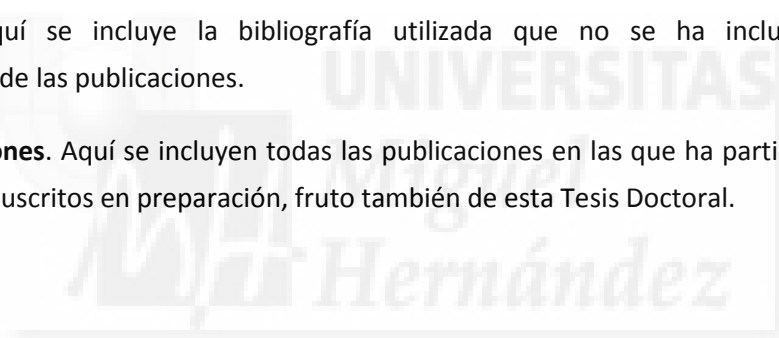 quí se incluye la bibliografía utilizada que no se ha inclu
de las publicaciones.
UNIVERSITAS
ones. Aquí se incluyen todas las publicaciones en las que ha parti
Miguel
uscritos en preparación, fruto también de esta Tesis Doctoral.
Hernández